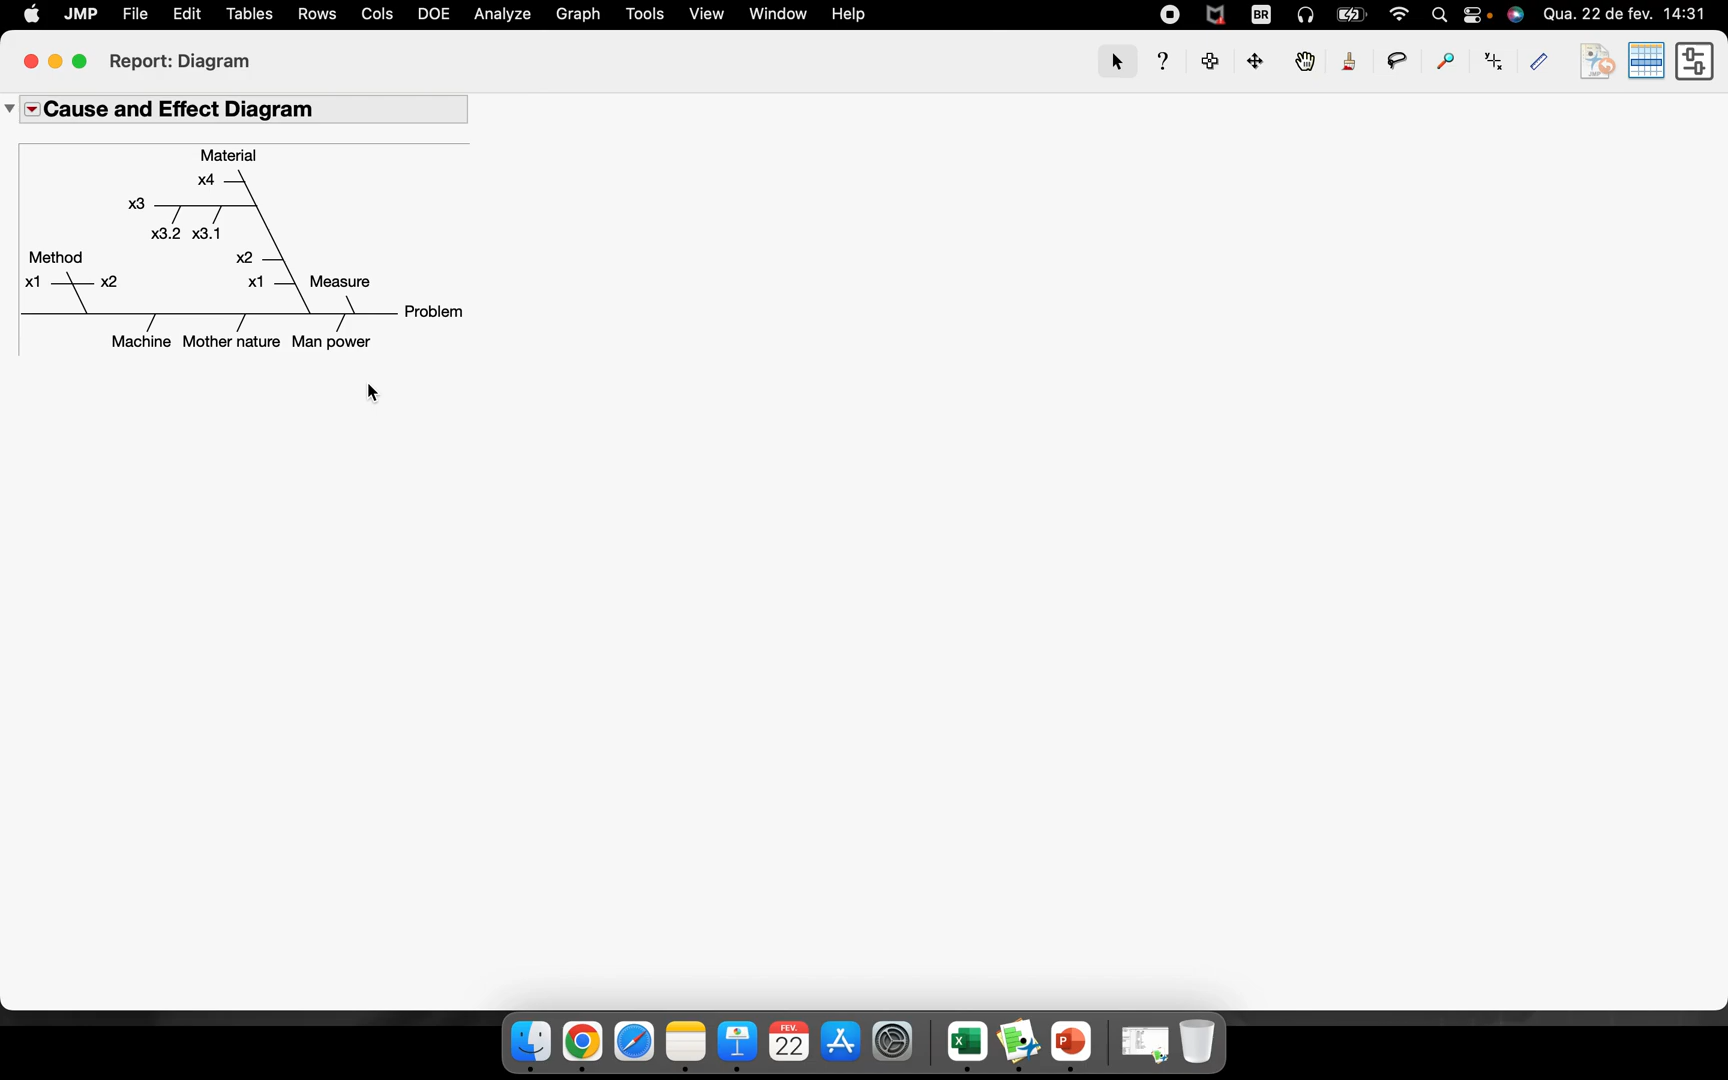 JMP File Edit Tables Rows Cols DOE Analyze Graph Tools View Window Help BR Qua. 22 de fev. 14:31
Report: Diagram
Cause and Effect Diagram
Material
x4
x3
x3.2 x3.1
Method x2
x1 x2 x1 Measure
Problem
Machine Mother nature Man power
FEV.
22